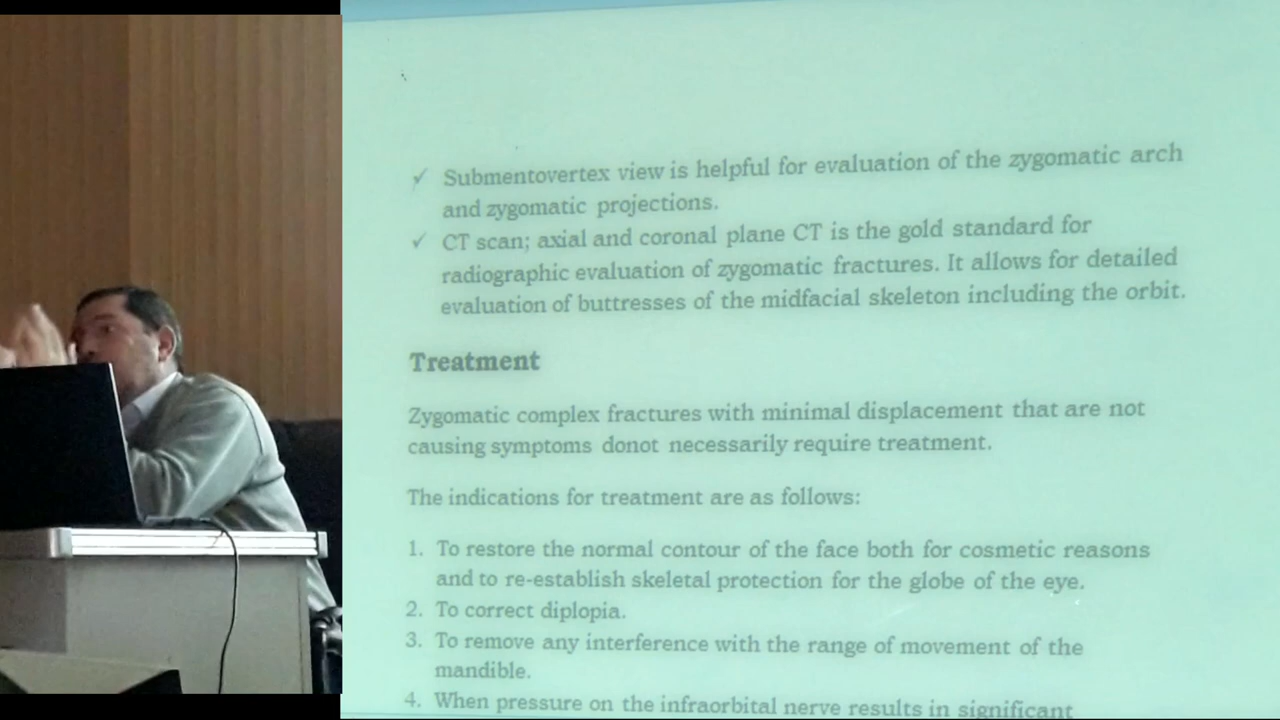 ✓ Submentovertex view is helpful for evaluation of the zygomatic arch
and zygomatic projections.
✓ CT scan; axial and coronal plane CT is the gold standard for
radiographic evaluation of zygomatic fractures. It allows for detailed
evaluation of buttresses of the midfacial skeleton including the orbit.
Treatment
Zygomatic complex fractures with minimal displacement that are not
causing symptoms donot necessarily require treatment.
The indications for treatment are as follows:
1. To restore the normal contour of the face both for cosmetic reasons
and to re-establish skeletal protection for the globe of the eye.
2. To correct diplopia.
3. To remove any interference with the range of movement of the
mandible.
4. When pressure on the infraorbital nerve results in significant